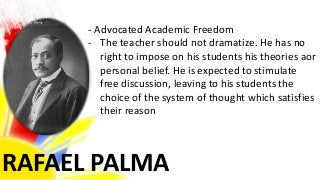 - Advocated Academic Freedom
- The teacher should not dramatize. He has no
right to impose on his students his theories aor
personal belief. He is expected to stimulate
free discussion, leaving to his students the
choice of the system of thought which satisfies
their reason
RAFAEL PALMA